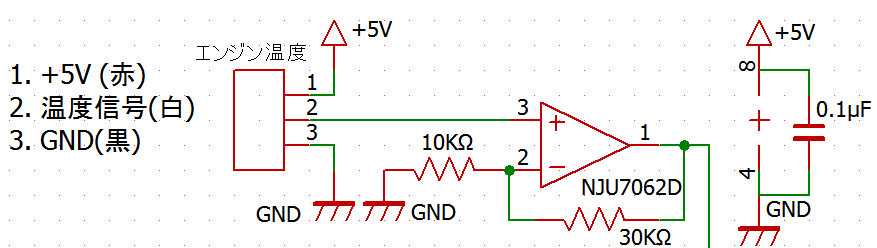 +5V
エンジン温度
1. +5V (赤)
2. 温度信号(白)
3. GND(黒)
1
2
3
GND
10KΩ
GND
3
2
1
NJU7062D
30KΩ
+5V
8
0.1µF
4
GND